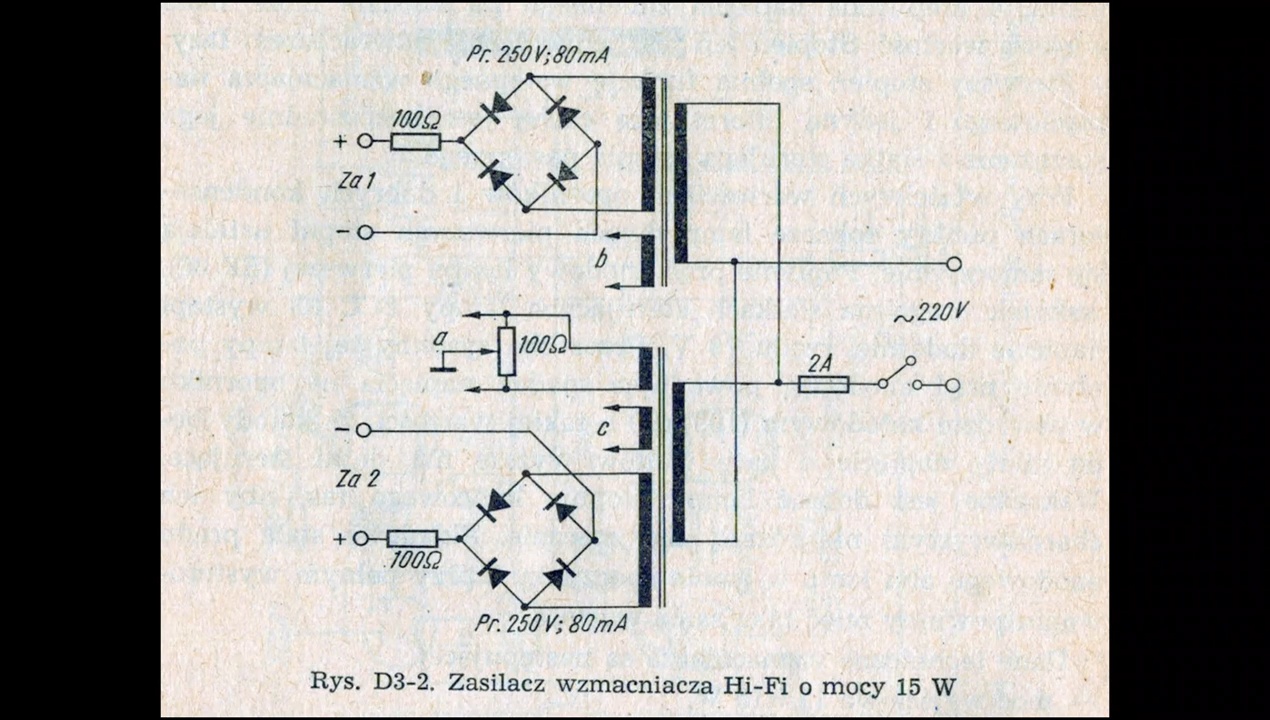 Pr. 250V; 80mA
100Ω
+
Za 1
−
b
a
100Ω
~220V
2A
c
−
Za 2
+
100Ω
Pr. 250V; 80mA
Rys. D3-2. Zasilacz wzmacniacza Hi-Fi o mocy 15 W